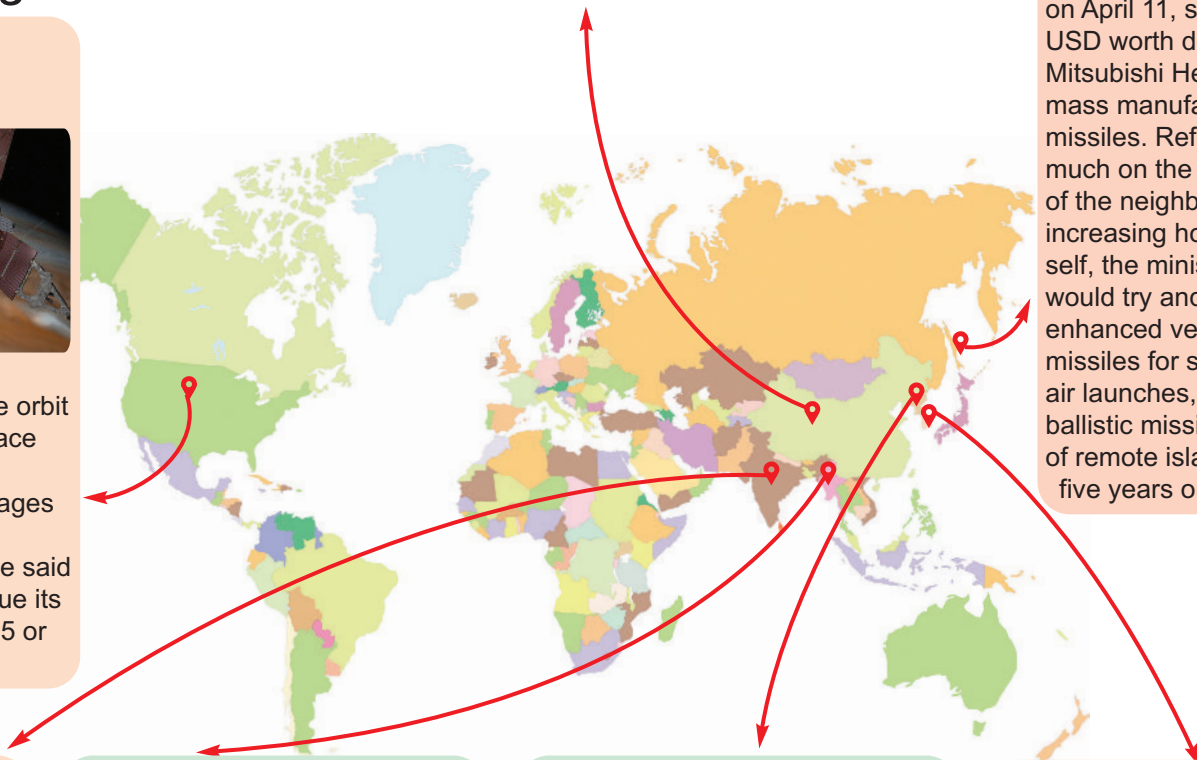 e orbit
ace
ages
e said
ue its
5 or
on April 11, s
USD worth d
Mitsubishi He
mass manufa
missiles. Ref
much on the
of the neighb
increasing ho
self, the minis
would try and
enhanced ve
missiles for s
air launches,
ballistic missi
of remote isla
five years o